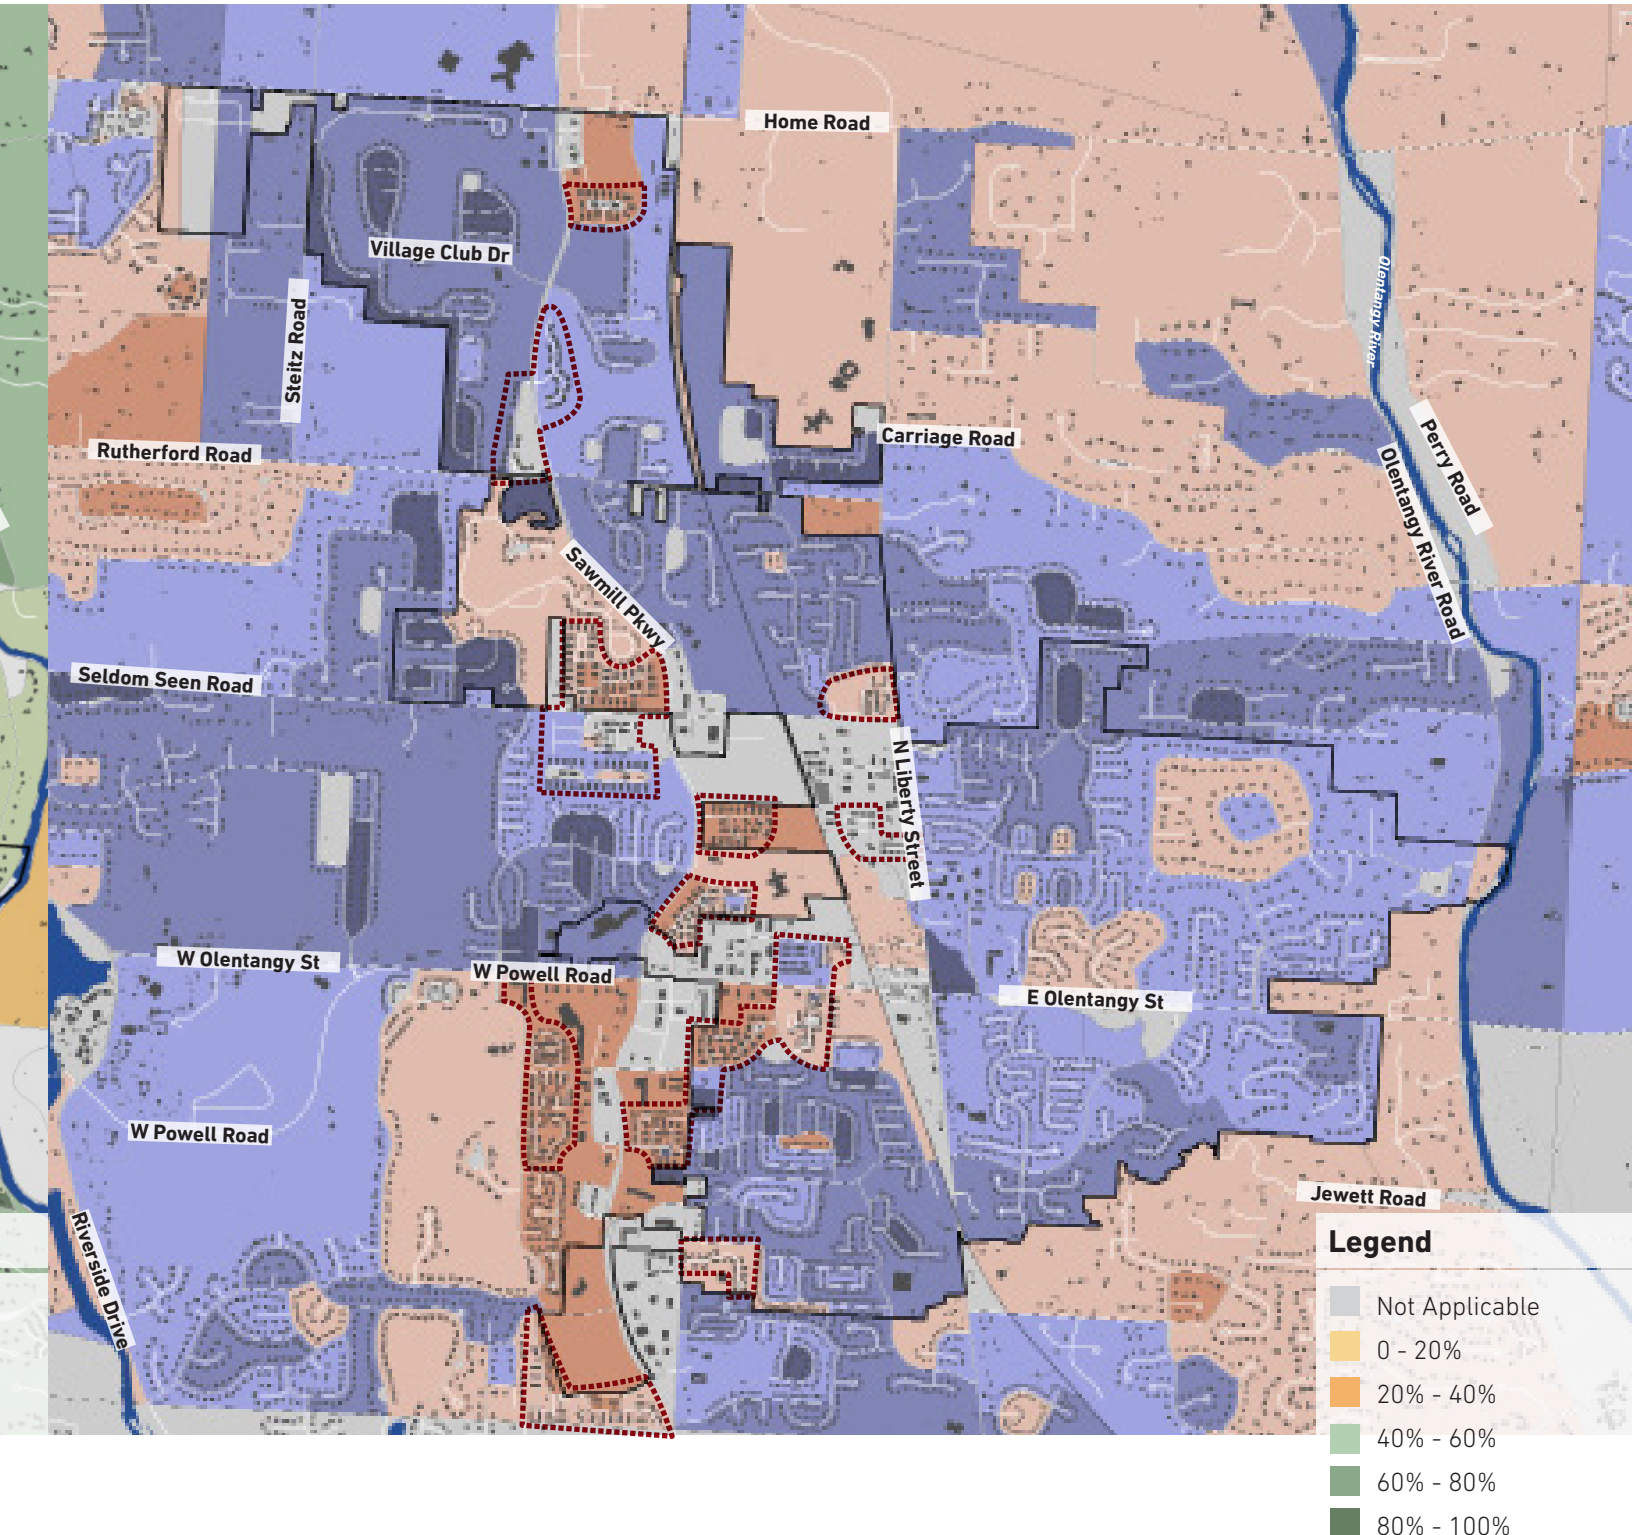 Home Road
Village Club Dr
Steitz Road
Olentangy River
Rutherford Road
Carriage Road
Perry Road
Olentangy River Road
Sawmill Pkwy
Seldom Seen Road
N Liberty Street
W Olentangy St
W Powell Road
E Olentangy St
W Powell Road
Jewett Road
Riverside Drive
Legend
Not Applicable
0 - 20%
20% - 40%
40% - 60%
60% - 80%
80% - 100%